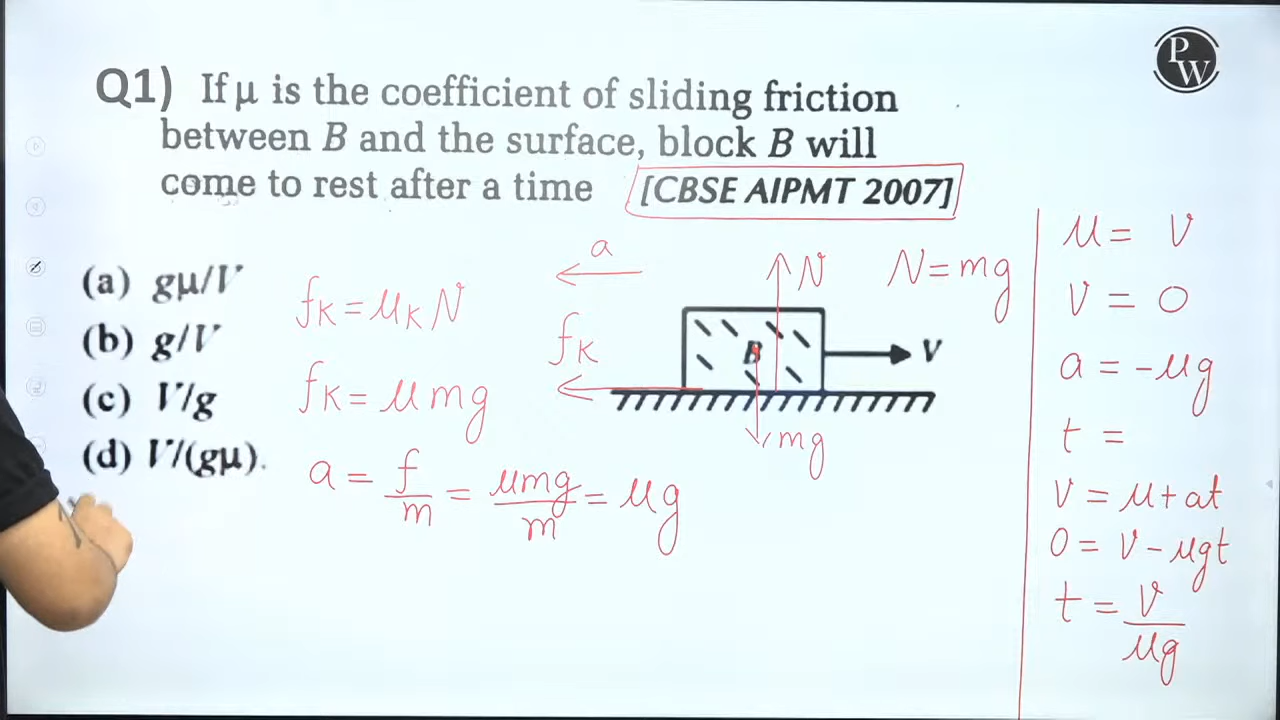 PW
Q1) If μ is the coefficient of sliding friction
between B and the surface, block B will
come to rest after a time [CBSE AIPMT 2007]
(a) gμ/V
(b) g/V
(c) V/g
(d) V/(gμ).
fK = μK N
fK = μ mg
a = f/m = μmg/m = μg
a
fK
N
N = mg
B
V
mg
u = V
V = 0
a = -μg
t =
V = u + at
0 = V - μgt
t = V/μg